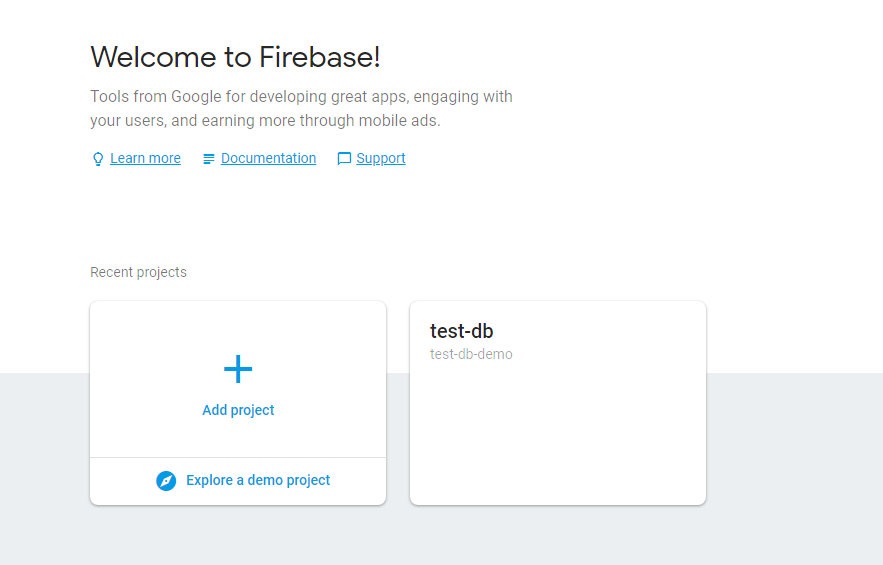 Welcome to Firebase!
Tools from Google for developing great apps, engaging with
your users, and earning more through mobile ads.
Learn more Documentation Support
Recent projects
Add project
Explore a demo project
test-db
test-db-demo